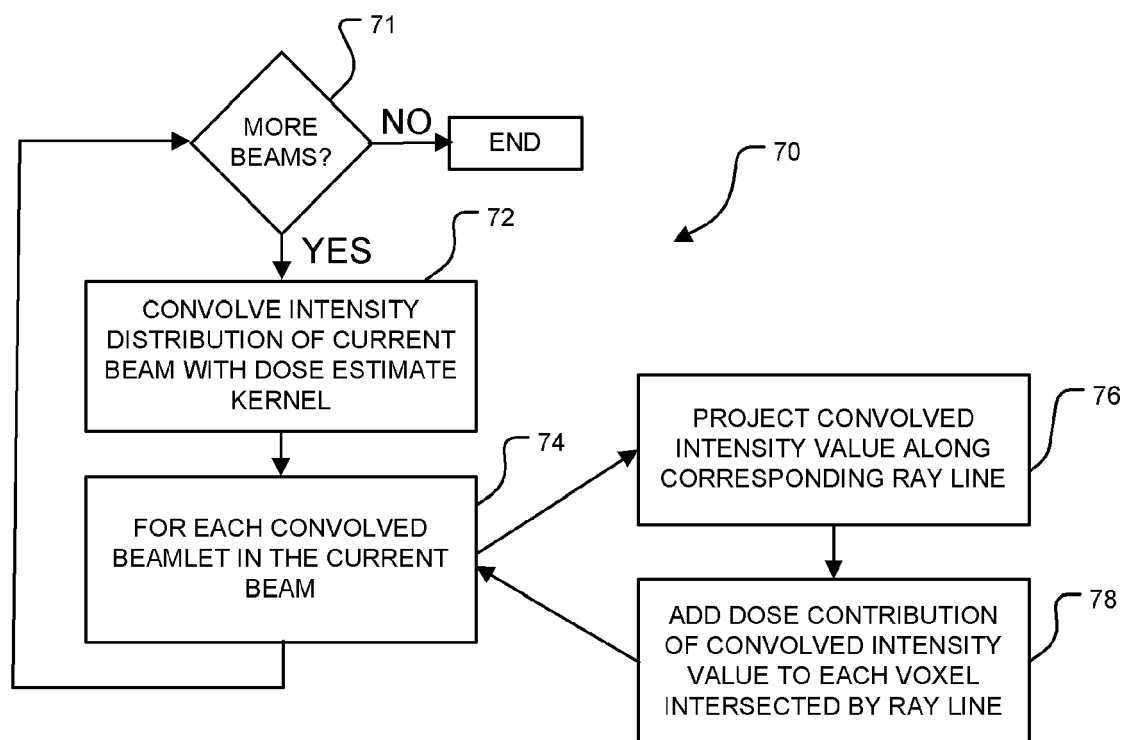 71
MORE
BEAMS?
NO
END
70
YES
72
CONVOLVE INTENSITY
DISTRIBUTION OF CURRENT
BEAM WITH DOSE ESTIMATE
KERNEL
74
FOR EACH CONVOLVED
BEAMLET IN THE CURRENT
BEAM
76
PROJECT CONVOLVED
INTENSITY VALUE ALONG
CORRESPONDING RAY LINE
78
ADD DOSE CONTRIBUTION
OF CONVOLVED INTENSITY
VALUE TO EACH VOXEL
INTERSECTED BY RAY LINE